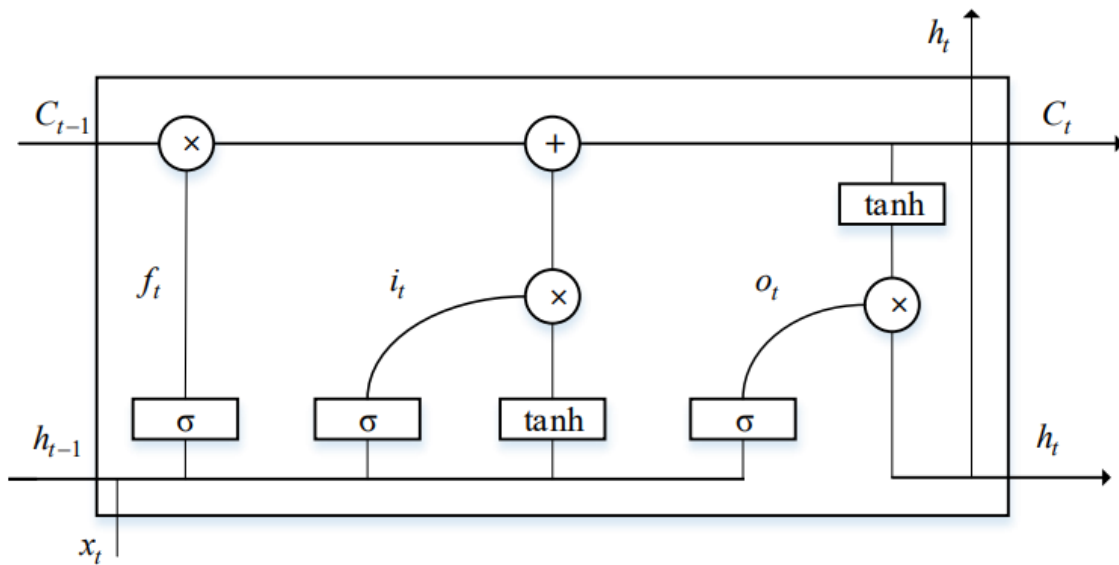 h_t
C_{t-1} × + C_t
tanh
f_t i_t × o_t ×
σ σ tanh σ
h_{t-1} h_t
x_t